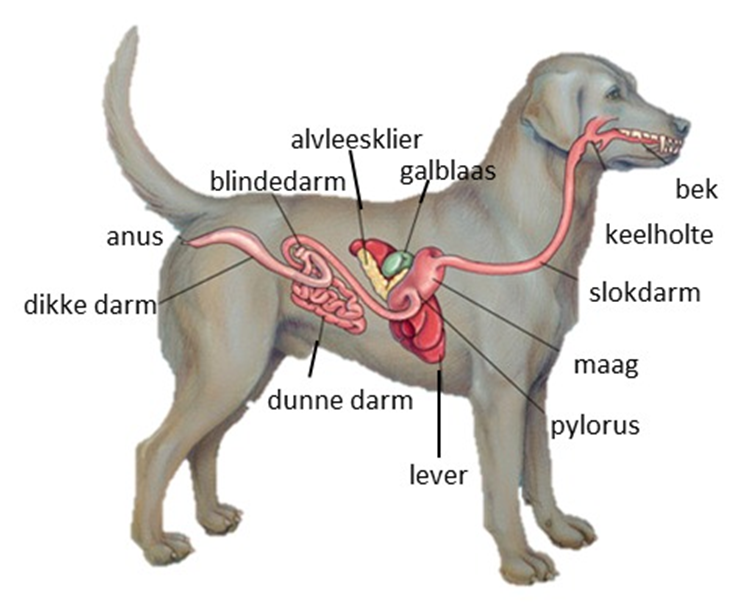 alvleesklier
galblaas
blindedarm
bek
anus
keelholte
slokdarm
dikke darm
maag
dunne darm
pylorus
lever